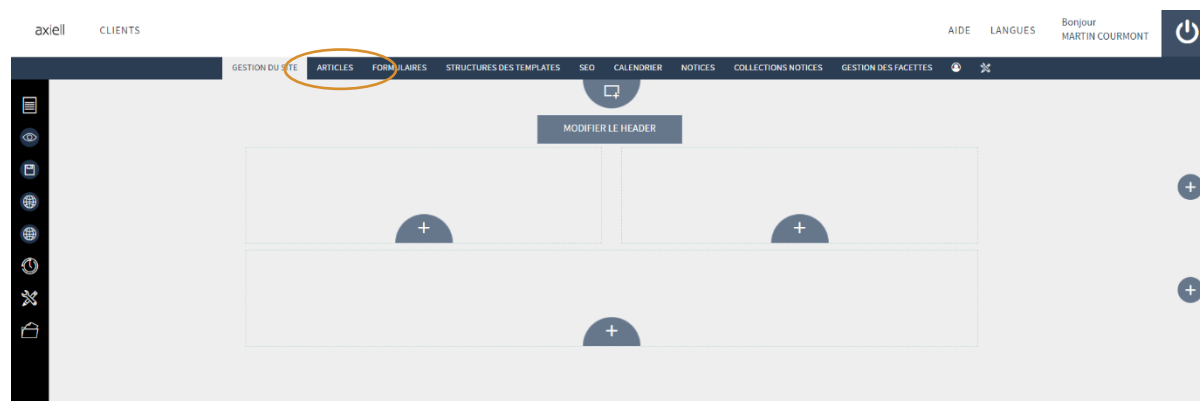 axiell CLIENTS AIDE LANGUES Bonjour
MARTIN COURMONT
GESTION DU SITE ARTICLES FORMULAIRES STRUCTURES DES TEMPLATES SEO CALENDRIER NOTICES COLLECTIONS NOTICES GESTION DES FACETTES
MODIFIER LE HEADER